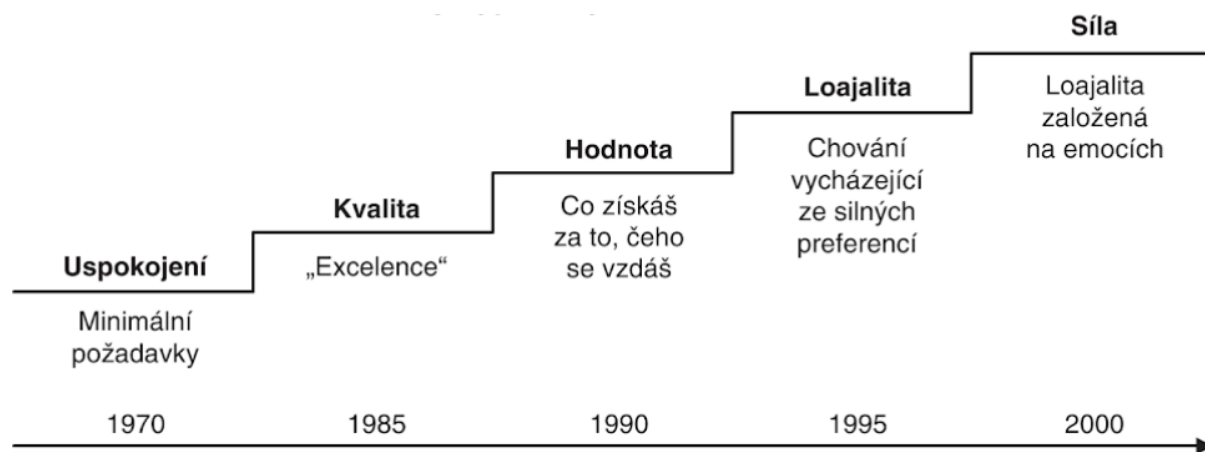 Síla
Loajalita
založená
na emocích
Loajalita
Chování
vycházející
ze silných
preferencí
Hodnota
Co získáš
za to, čeho
se vzdáš
Kvalita
„Excelence“
Uspokojení
Minimální
požadavky
1970 1985 1990 1995 2000